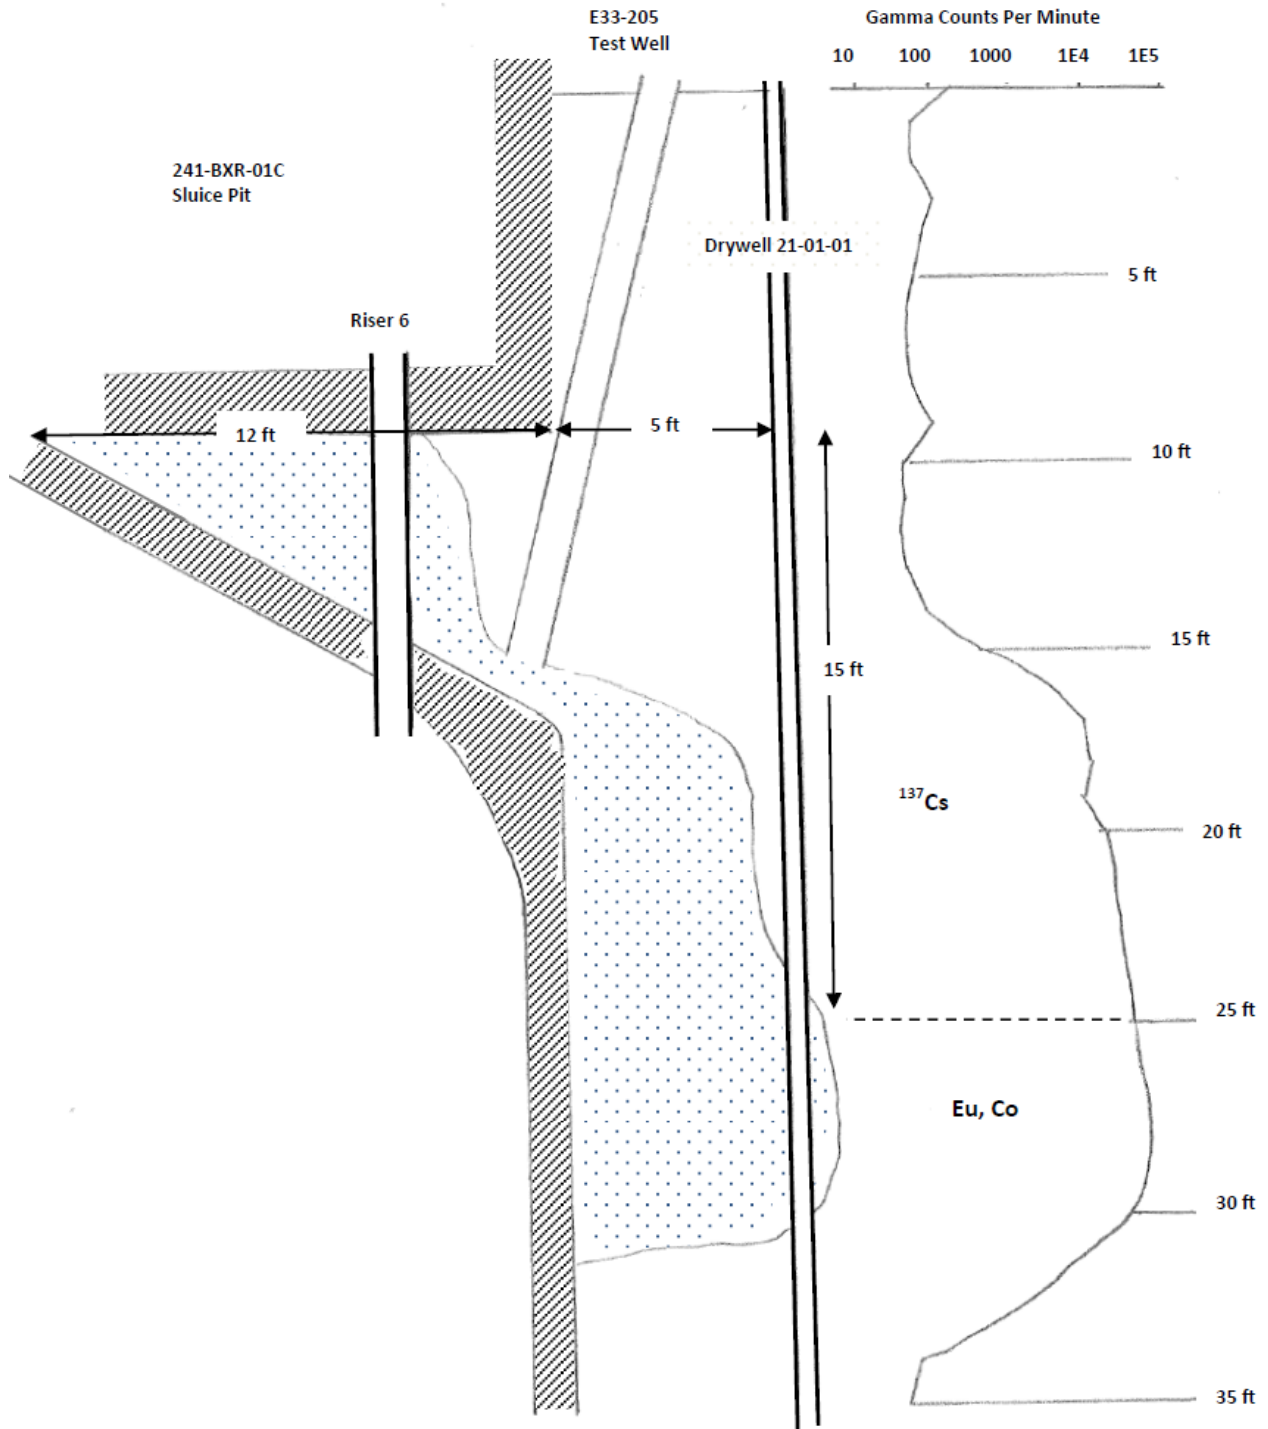 E33-205
Test Well
Gamma Counts Per Minute
10 100 1000 1E4 1E5
241-BXR-01C
Sluice Pit
Drywell 21-01-01
5 ft
Riser 6
12 ft
5 ft
10 ft
15 ft
15 ft
¹³⁷Cs
20 ft
25 ft
Eu, Co
30 ft
35 ft